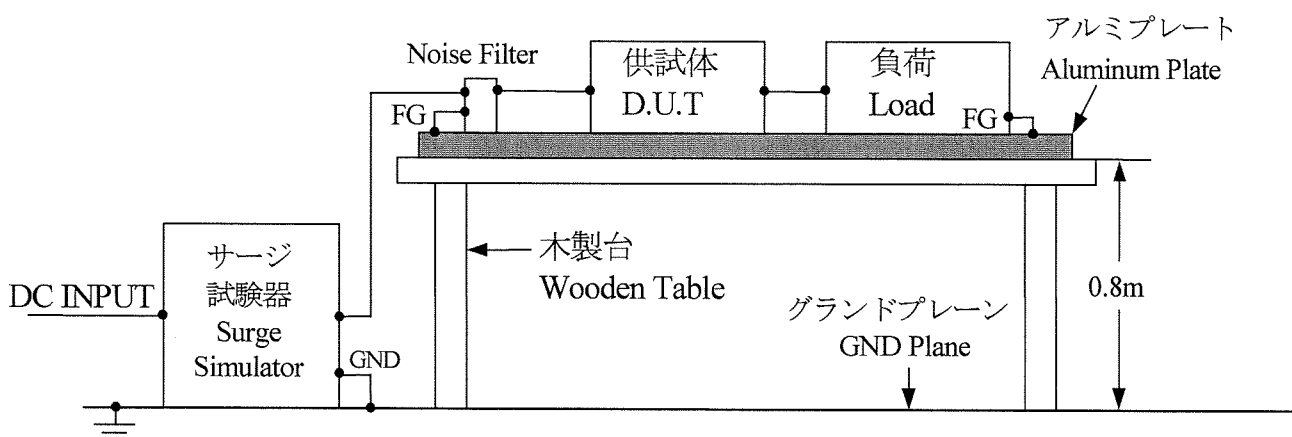 アルミプレート
Aluminum Plate
Noise Filter
供試体
D.U.T
負荷
Load
FG
FG
サージ
試験器
Surge
Simulator
DC INPUT
GND
木製台
Wooden Table
グランドプレーン
GND Plane
0.8m